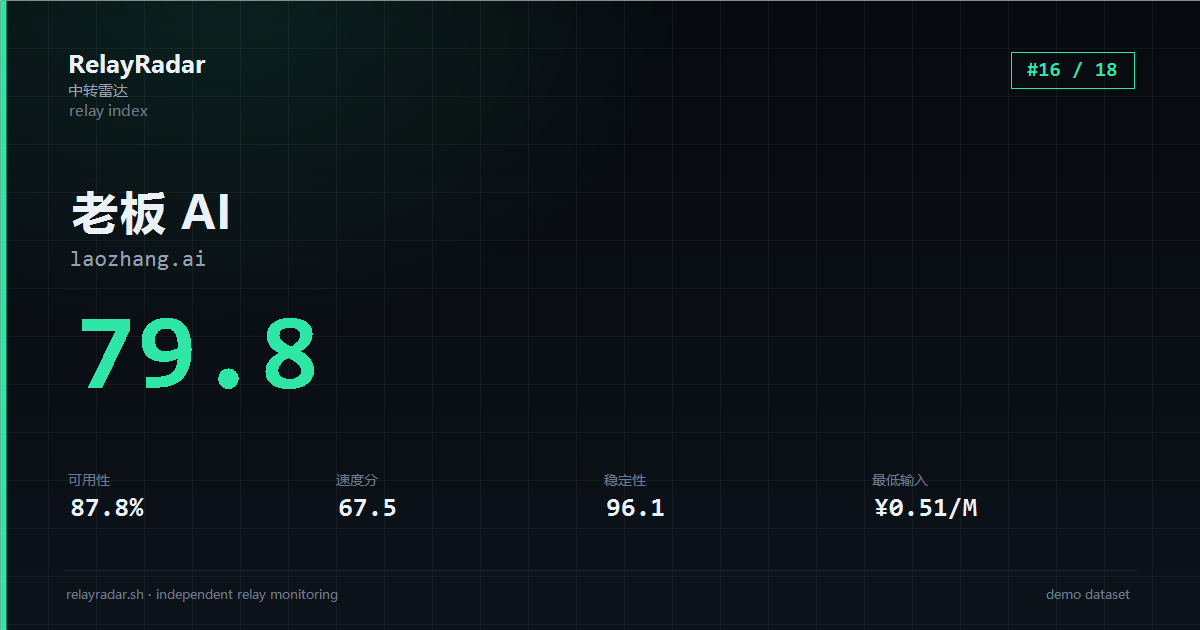 RelayRadar
#16 / 18
中转雷达
relay index
老板 AI
laozhang.ai
79.8
可用性
速度分
稳定性
最低输入
87.8%
67.5
96.1
¥0.51/M
relayradar.sh · independent relay monitoring
demo dataset